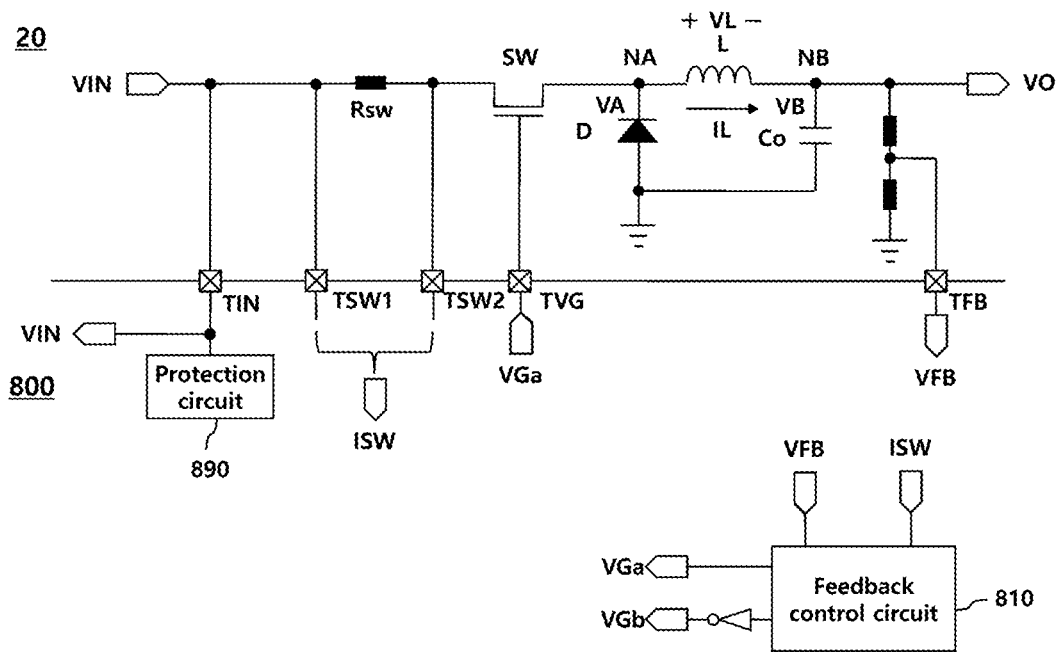 20
+ VL −
L
SW
NA
NB
VIN
VO
Rsw
VA
VB
D
IL
Co
TIN
TSW1
TSW2
TVG
TFB
VIN
Protection
circuit
800
VGa
VFB
ISW
890
VFB
ISW
VGa
Feedback
control circuit
810
VGb